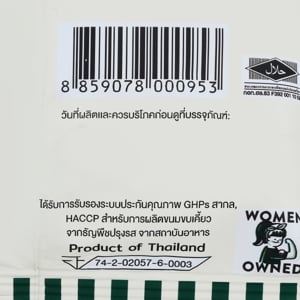 8 859078 000953
حلال
วันที่ผลิตและควรบริโภคก่อนดูที่บรรจุภัณฑ์:
ได้รับการรับรองระบบประกันคุณภาพ GHPs สากล,
HACCP สำหรับการผลิตขนมขบเคี้ยว
จากธัญพืชปรุงรส จากสถาบันอาหาร
Product of Thailand
74-2-02057-6-0003
WOMEN
OWNED